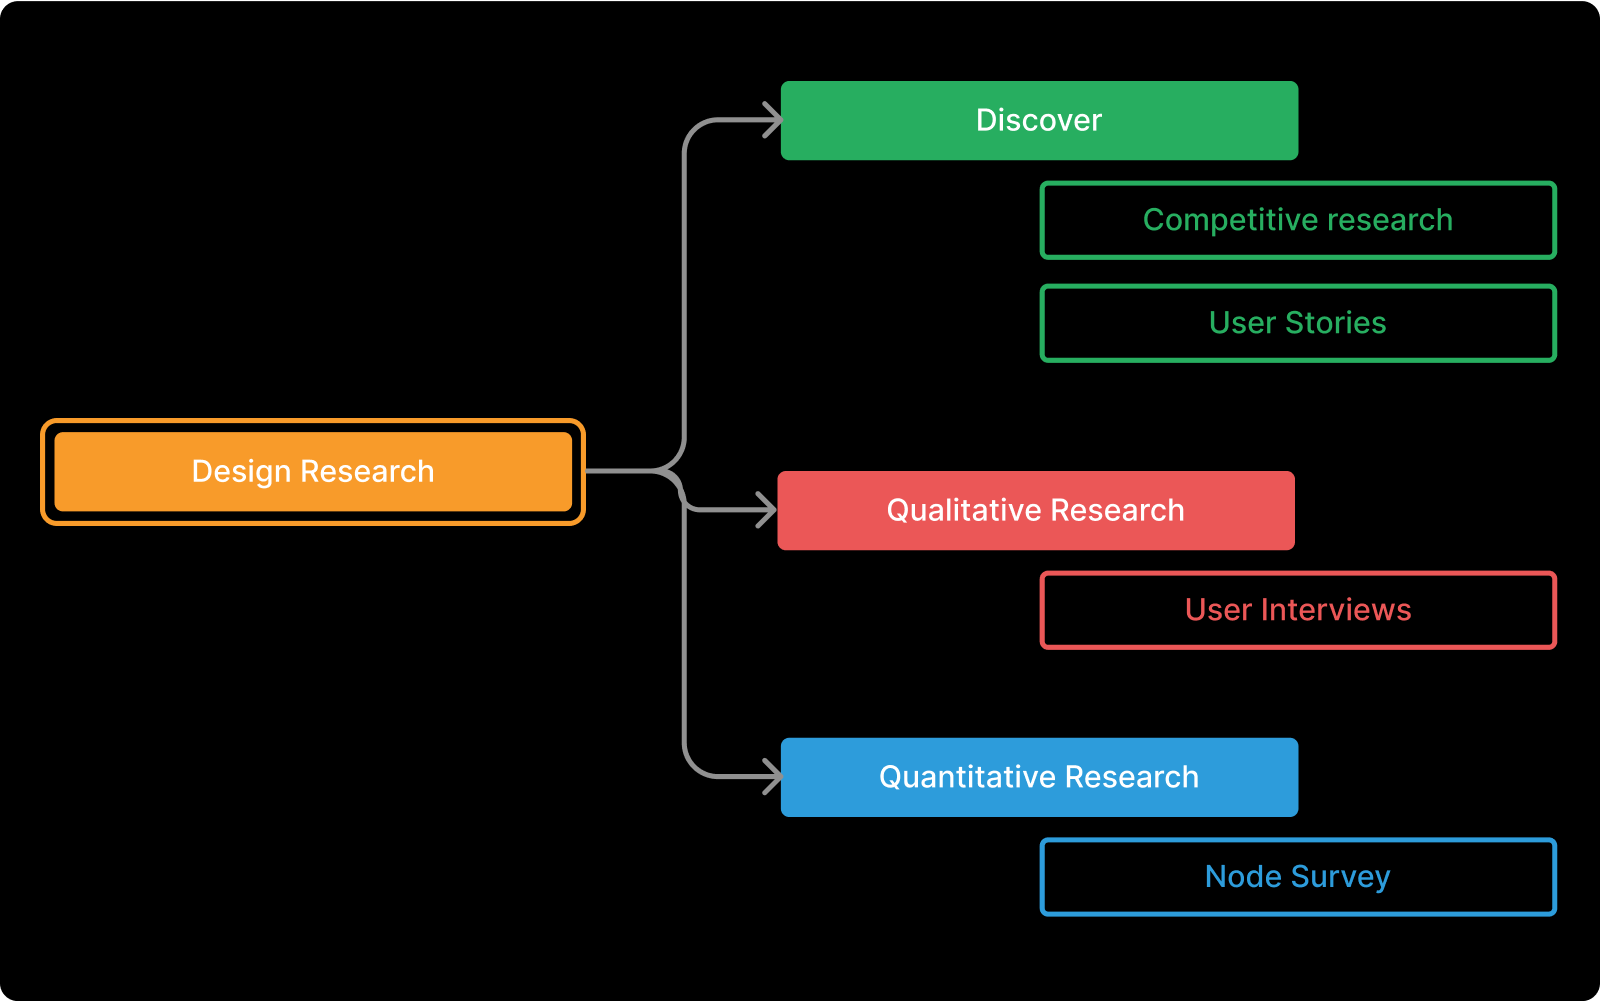 Design Research
Discover
Competitive research
User Stories
Qualitative Research
User Interviews
Quantitative Research
Node Survey